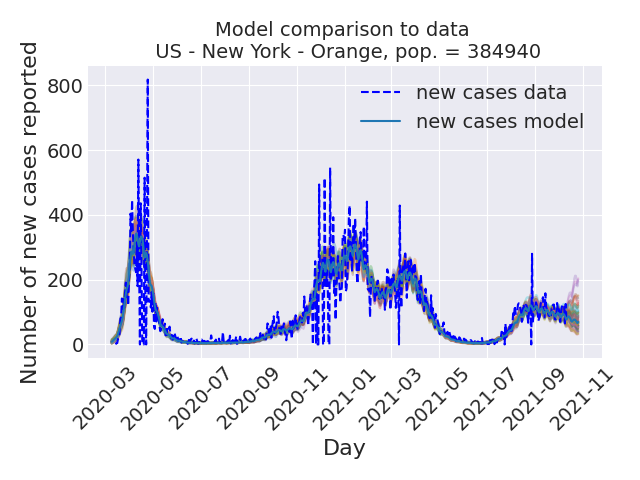 Model comparison to data
US - New York - Orange, pop. = 384940
Number of new cases reported
800
600
400
200
0
new cases data
new cases model
2020-03
2020-05
2020-07
2020-09
2020-11
2021-01
2021-03
2021-05
2021-07
2021-09
2021-11
Day